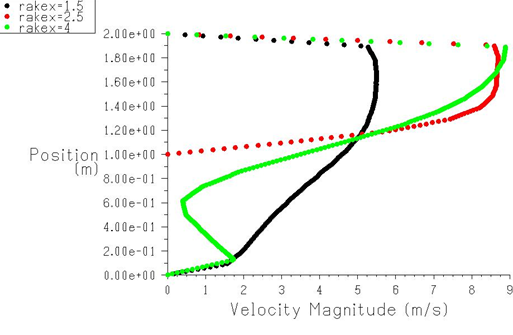 rakex=1.5
rakex=2.5
rakex=4
2.00e+00
1.80e+00
1.60e+00
1.40e+00
1.20e+00
Position
(m)
1.00e+00
8.00e-01
6.00e-01
4.00e-01
2.00e-01
0.00e+00
0 1 2 3 4 5 6 7 8 9
Velocity Magnitude (m/s)